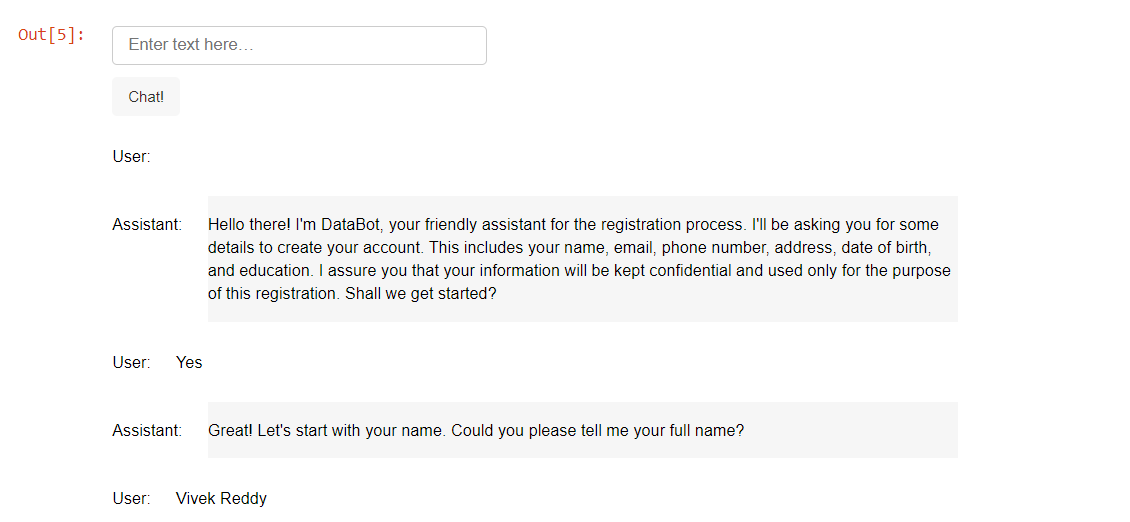 Out[5]:
Enter text here...
Chat!
User:
Assistant: Hello there! I'm DataBot, your friendly assistant for the registration process. I'll be asking you for some
details to create your account. This includes your name, email, phone number, address, date of birth,
and education. I assure you that your information will be kept confidential and used only for the purpose
of this registration. Shall we get started?
User: Yes
Assistant: Great! Let's start with your name. Could you please tell me your full name?
User: Vivek Reddy